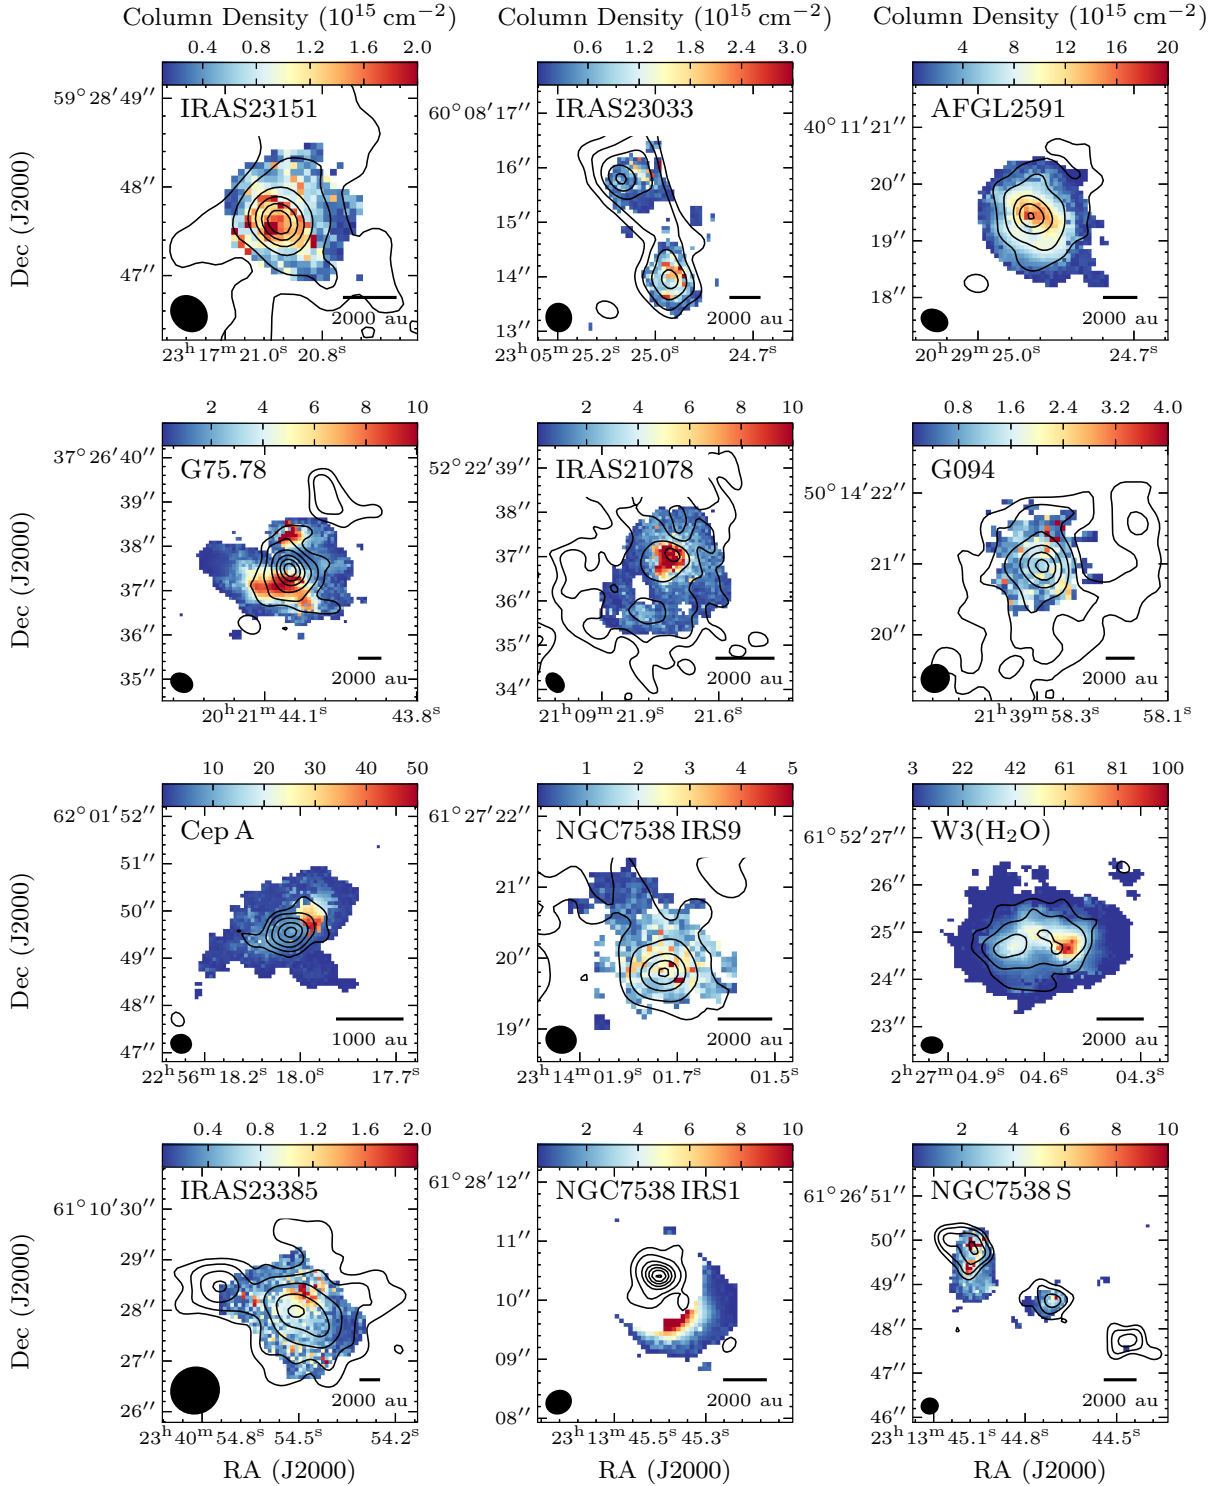 Column Density (10¹⁵ cm⁻²) Column Density (10¹⁵ cm⁻²) Column Density (10¹⁵ cm⁻²)
0.4 0.8 1.2 1.6 2.0 0.6 1.2 1.8 2.4 3.0 4 8 12 16 20
59°28′49″ IRAS23151 60°08′17″ IRAS23033 40°11′21″ AFGL2591
48″ 47″ 16″ 15″ 14″ 13″ 20″ 19″ 18″
Dec (J2000)
2000 au 2000 au 2000 au
23ʰ17ᵐ21.0ˢ 20.8ˢ 23ʰ05ᵐ25.2ˢ 25.0ˢ 24.7ˢ 20ʰ29ᵐ25.0ˢ 24.7ˢ
2 4 6 8 10 2 4 6 8 10 0.8 1.6 2.4 3.2 4.0
37°26′40″ G75.78 52°22′39″ IRAS21078 50°14′22″ G094
39″ 38″ 37″ 36″ 35″ 38″ 37″ 36″ 35″ 34″ 21″ 20″
Dec (J2000)
2000 au 2000 au 2000 au
20ʰ21ᵐ44.1ˢ 43.8ˢ 21ʰ09ᵐ21.9ˢ 21.6ˢ 21ʰ39ᵐ58.3ˢ 58.1ˢ
10 20 30 40 50 1 2 3 4 5 3 22 42 61 81 100
62°01′52″ Cep A 61°27′22″ NGC7538 IRS9 61°52′27″ W3(H₂O)
51″ 50″ 49″ 48″ 47″ 21″ 20″ 19″ 26″ 25″ 24″ 23″
Dec (J2000)
1000 au 2000 au 2000 au
22ʰ56ᵐ18.2ˢ 18.0ˢ 17.7ˢ 23ʰ14ᵐ01.9ˢ 01.7ˢ 01.5ˢ 2ʰ27ᵐ04.9ˢ 04.6ˢ 04.3ˢ
0.4 0.8 1.2 1.6 2.0 2 4 6 8 10 2 4 6 8 10
61°10′30″ IRAS23385 61°28′12″ NGC7538 IRS1 61°26′51″ NGC7538 S
29″ 28″ 27″ 26″ 11″ 10″ 09″ 08″ 50″ 49″ 48″ 47″ 46″
Dec (J2000)
2000 au 2000 au 2000 au
23ʰ40ᵐ54.8ˢ 54.5ˢ 54.2ˢ 23ʰ13ᵐ45.5ˢ 45.3ˢ 23ʰ13ᵐ45.1ˢ 44.8ˢ 44.5ˢ
RA (J2000) RA (J2000) RA (J2000)